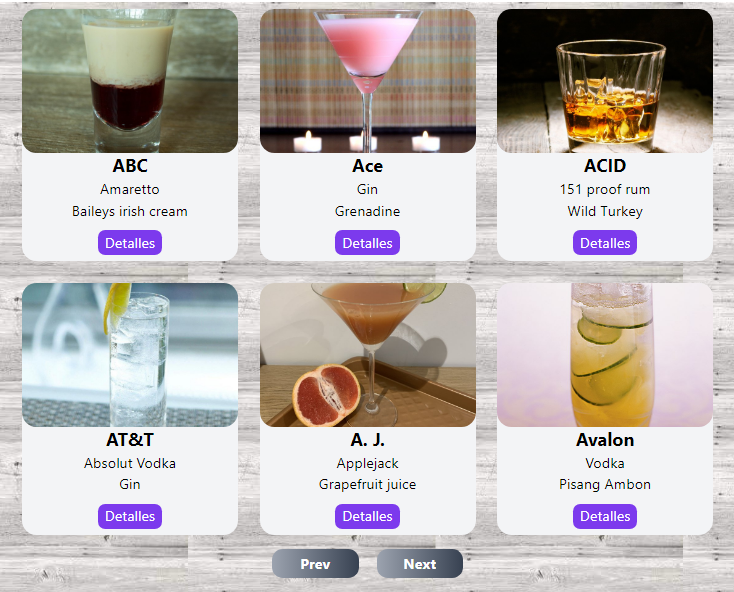 ABC
Amaretto
Baileys irish cream
Detalles
Ace
Gin
Grenadine
Detalles
ACID
151 proof rum
Wild Turkey
Detalles
AT&T
Absolut Vodka
Gin
Detalles
A. J.
Applejack
Grapefruit juice
Detalles
Avalon
Vodka
Pisang Ambon
Detalles
Prev
Next